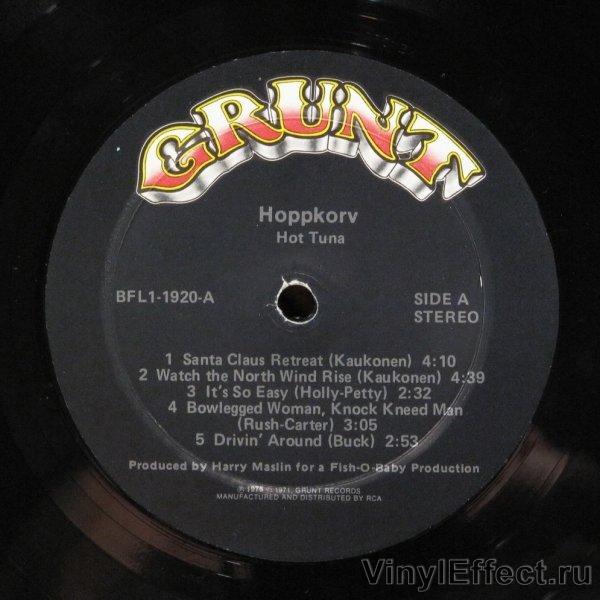 GRUNT
Hoppkorv
Hot Tuna
BFL1-1920-A
SIDE A
STEREO
1 Santa Claus Retreat (Kaukonen) 4:10
2 Watch the North Wind Rise (Kaukonen) 4:39
3 It's So Easy (Holly-Petty) 2:32
4 Bowlegged Woman, Knock Kneed Man
(Rush-Carter) 3:05
5 Drivin' Around (Buck) 2:53
Produced by Harry Maslin for a Fish-O-Baby Production
℗ 1976 © 1971, GRUNT RECORDS
MANUFACTURED AND DISTRIBUTED BY RCA
VinylEffect.ru